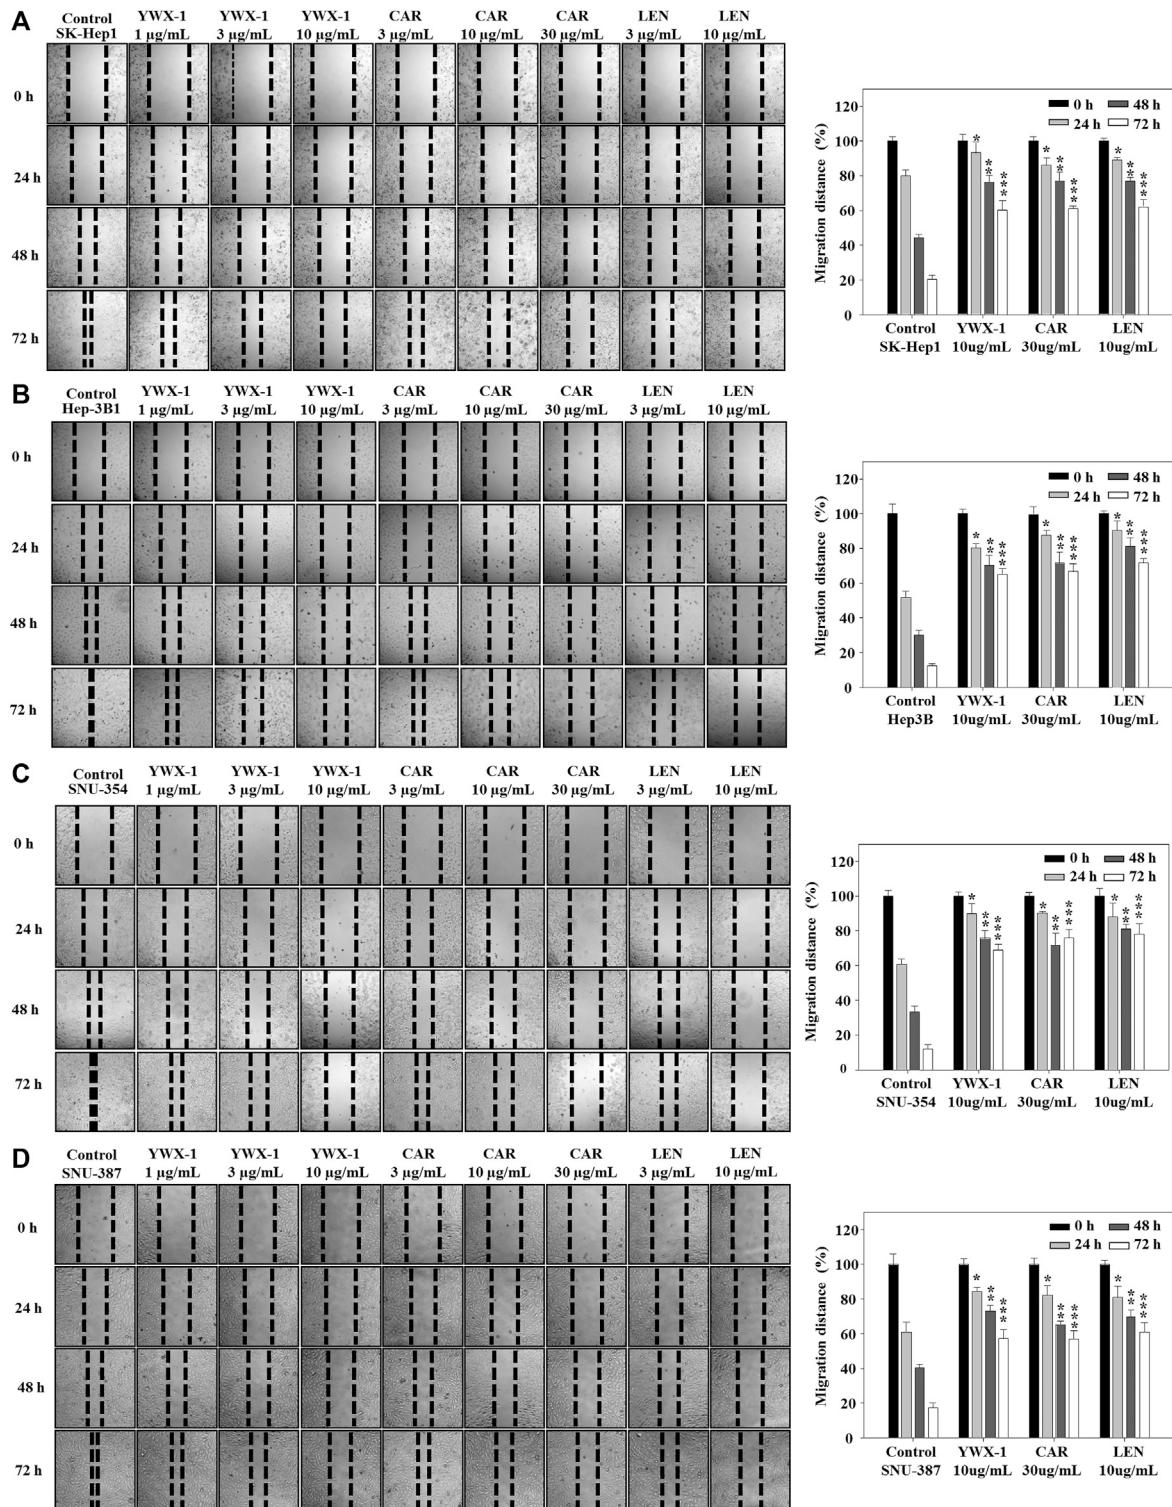 A
Control YWX-1 YWX-1 YWX-1 CAR CAR CAR LEN LEN
SK-Hep1 1 µg/mL 3 µg/mL 10 µg/mL 3 µg/mL 10 µg/mL 30 µg/mL 3 µg/mL 10 µg/mL
0 h
24 h
48 h
72 h
Migration distance (%)
120
100
80
60
40
20
0
0 h 48 h
24 h 72 h
* ** *** * ** *** * ** ***
Control YWX-1 CAR LEN
SK-Hep1 10ug/mL 30ug/mL 10ug/mL
B
Control YWX-1 YWX-1 YWX-1 CAR CAR CAR LEN LEN
Hep-3B1 1 µg/mL 3 µg/mL 10 µg/mL 3 µg/mL 10 µg/mL 30 µg/mL 3 µg/mL 10 µg/mL
0 h
24 h
48 h
72 h
Migration distance (%)
120
100
80
60
40
20
0
0 h 48 h
24 h 72 h
* ** *** * ** *** * ** ***
Control YWX-1 CAR LEN
Hep3B 10ug/mL 30ug/mL 10ug/mL
C
Control YWX-1 YWX-1 YWX-1 CAR CAR CAR LEN LEN
SNU-354 1 µg/mL 3 µg/mL 10 µg/mL 3 µg/mL 10 µg/mL 30 µg/mL 3 µg/mL 10 µg/mL
0 h
24 h
48 h
72 h
Migration distance (%)
120
100
80
60
40
20
0
0 h 48 h
24 h 72 h
* ** *** * ** *** * ** ***
Control YWX-1 CAR LEN
SNU-354 10ug/mL 30ug/mL 10ug/mL
D
Control YWX-1 YWX-1 YWX-1 CAR CAR CAR LEN LEN
SNU-387 1 µg/mL 3 µg/mL 10 µg/mL 3 µg/mL 10 µg/mL 30 µg/mL 3 µg/mL 10 µg/mL
0 h
24 h
48 h
72 h
Migration distance (%)
120
100
80
60
40
20
0
0 h 48 h
24 h 72 h
* ** *** * ** *** * ** ***
Control YWX-1 CAR LEN
SNU-387 10ug/mL 30ug/mL 10ug/mL